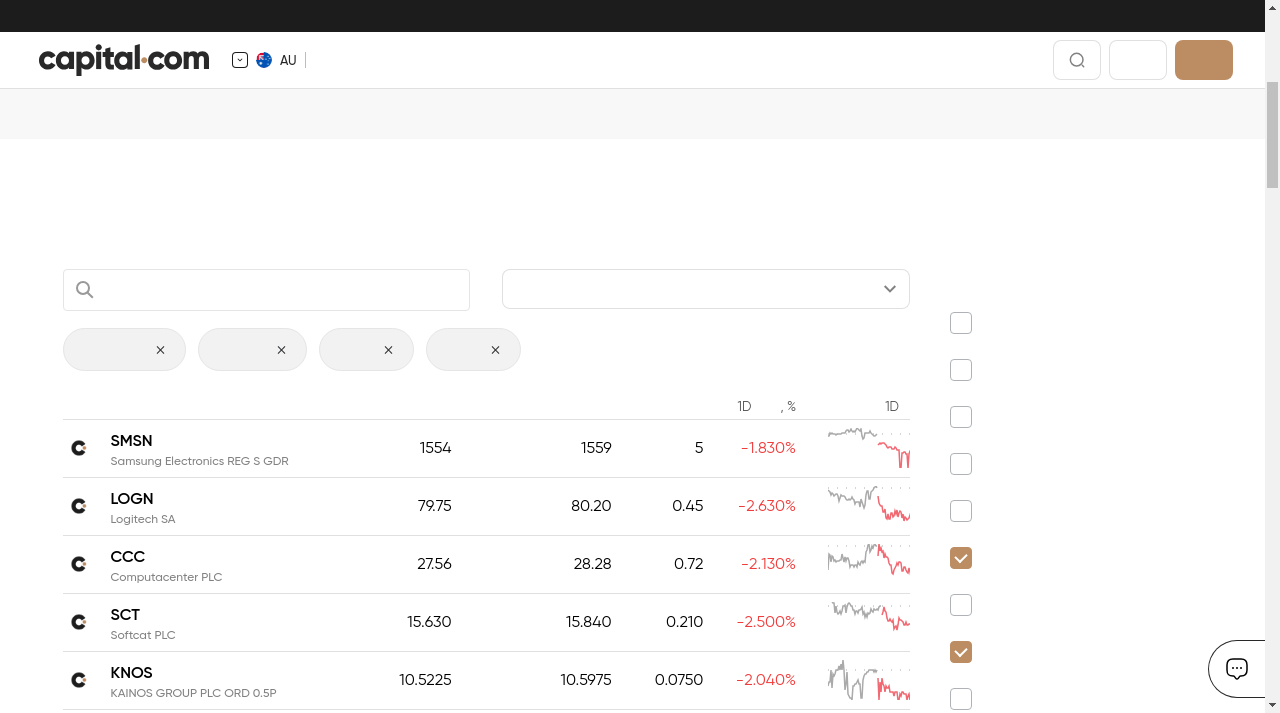 capital.com
AU
1D , % 1D
SMSN 1554 1559 5 -1.830%
Samsung Electronics REG S GDR
LOGN 79.75 80.20 0.45 -2.630%
Logitech SA
CCC 27.56 28.28 0.72 -2.130%
Computacenter PLC
SCT 15.630 15.840 0.210 -2.500%
Softcat PLC
KNOS 10.5225 10.5975 0.0750 -2.040%
KAINOS GROUP PLC ORD 0.5P